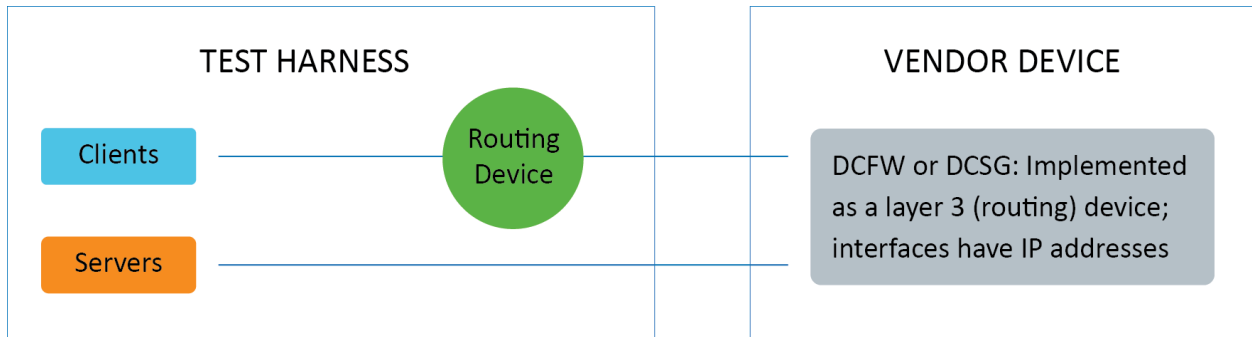 TEST HARNESS
VENDOR DEVICE
Clients
Routing
Device
DCFW or DCSG: Implemented
as a layer 3 (routing) device;
interfaces have IP addresses
Servers